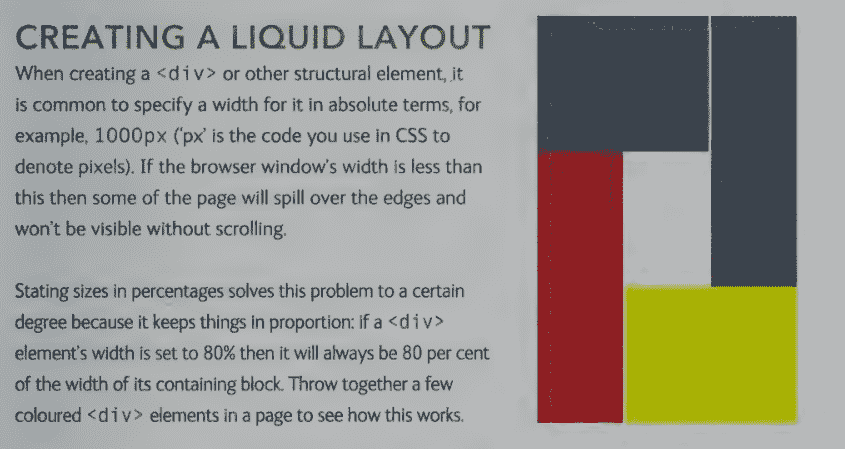 CREATING A LIQUID LAYOUT
When creating a <div> or other structural element, it
is common to specify a width for it in absolute terms, for
example, 1000px ('px' is the code you use in CSS to
denote pixels). If the browser window's width is less than
this then some of the page will spill over the edges and
won't be visible without scrolling.
Stating sizes in percentages solves this problem to a certain
degree because it keeps things in proportion: if a <div>
element's width is set to 80% then it will always be 80 per cent
of the width of its containing block. Throw together a few
coloured <div> elements in a page to see how this works.